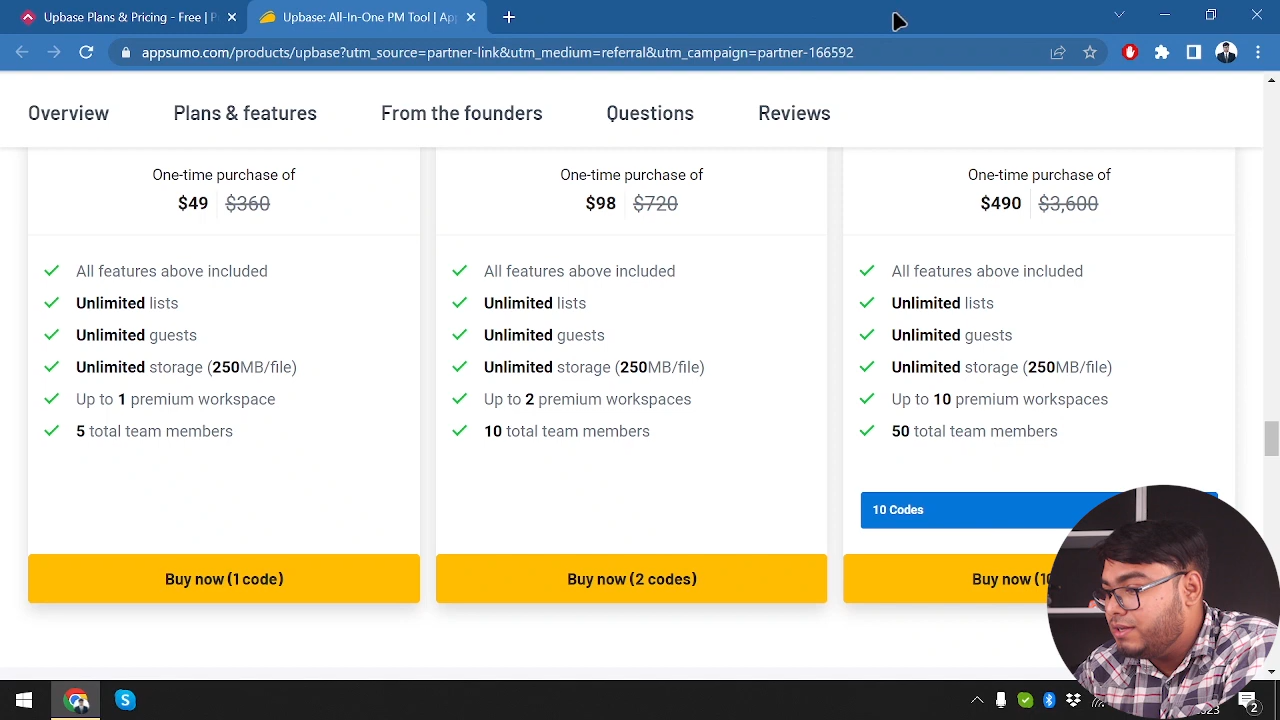 Upbase Plans & Pricing - Free | P
Upbase: All-In-One PM Tool | Ap
appsumo.com/products/upbase?utm_source=partner-link&utm_medium=referral&utm_campaign=partner-166592
Overview
Plans & features
From the founders
Questions
Reviews
One-time purchase of
$49 $360
All features above included
Unlimited lists
Unlimited guests
Unlimited storage (250MB/file)
Up to 1 premium workspace
5 total team members
Buy now (1 code)
One-time purchase of
$98 $720
All features above included
Unlimited lists
Unlimited guests
Unlimited storage (250MB/file)
Up to 2 premium workspaces
10 total team members
Buy now (2 codes)
One-time purchase of
$490 $3,600
All features above included
Unlimited lists
Unlimited guests
Unlimited storage (250MB/file)
Up to 10 premium workspaces
50 total team members
10 Codes
Buy now (10
2